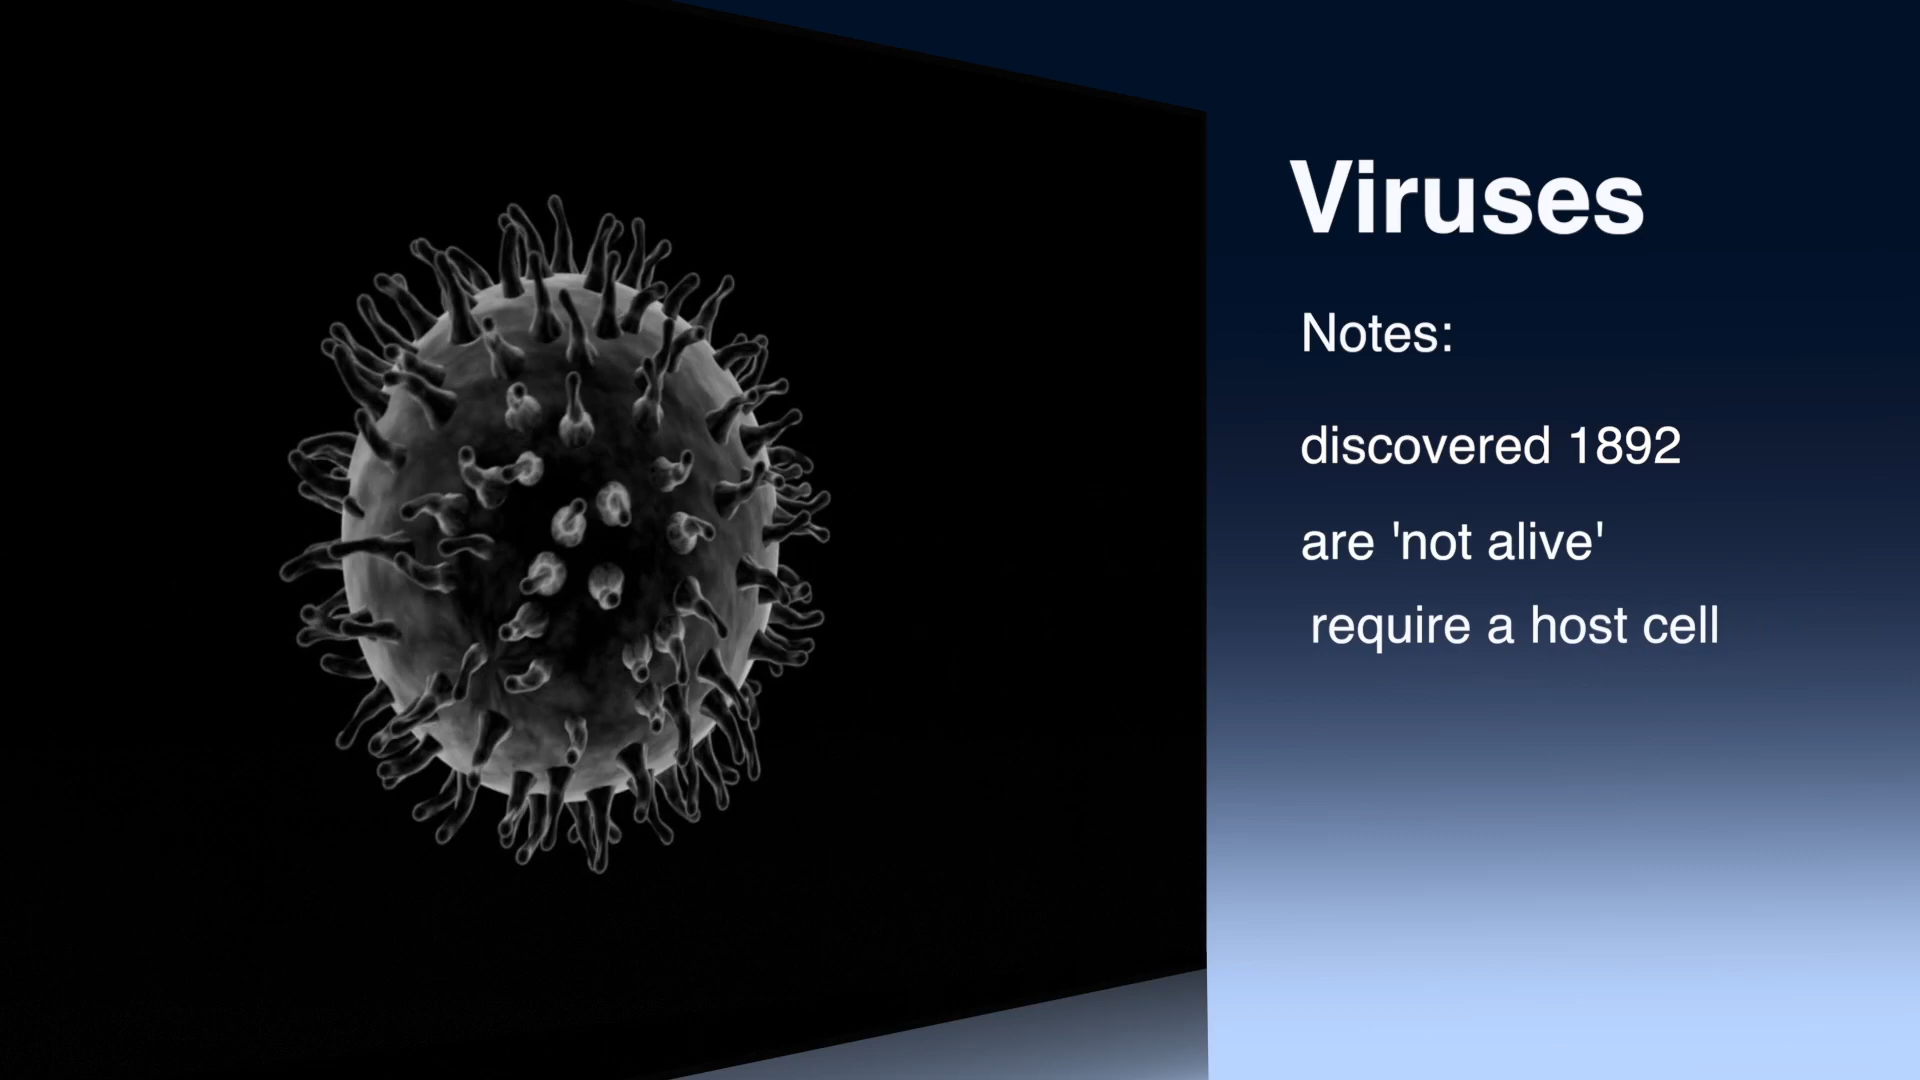 Viruses
Notes:
discovered 1892
are 'not alive'
require a host cell